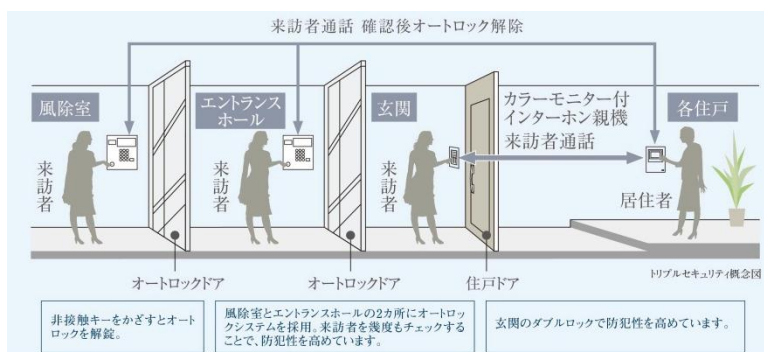 来訪者通話 確認後オートロック解除
風除室
エントランス
ホール
玄関
カラーモニター付
インターホン親機
各住戸
来訪者通話
来訪者
来訪者
来訪者
居住者
オートロックドア
オートロックドア
住戸ドア
トリプルセキュリティ概念図
非接触キーをかざすとオート
ロックを解錠。
風除室とエントランスホールの2カ所にオートロッ
クシステムを採用。来訪者を幾度もチェックする
ことで、防犯性を高めています。
玄関のダブルロックで防犯性を高めています。